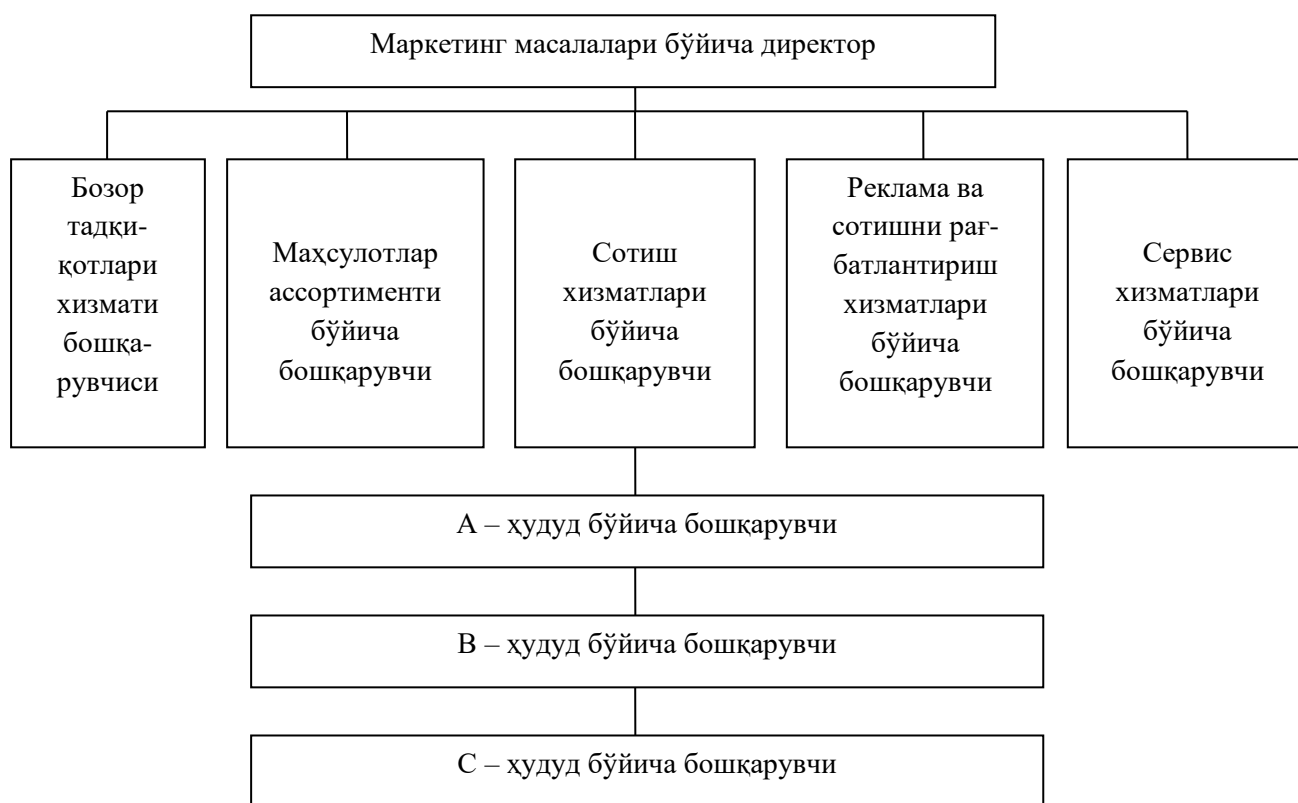 Маркетинг масалалари бўйича директор
Бозор
тадқи-
қотлари
хизмати
бошқа-
рувчиси
Маҳсулотлар
ассортименти
бўйича
бошқарувчи
Сотиш
хизматлари
бўйича
бошқарувчи
Реклама ва
сотишни рағ-
батлантириш
хизматлари
бўйича
бошқарувчи
Сервис
хизматлари
бўйича
бошқарувчи
А – ҳудуд бўйича бошқарувчи
В – ҳудуд бўйича бошқарувчи
С – ҳудуд бўйича бошқарувчи